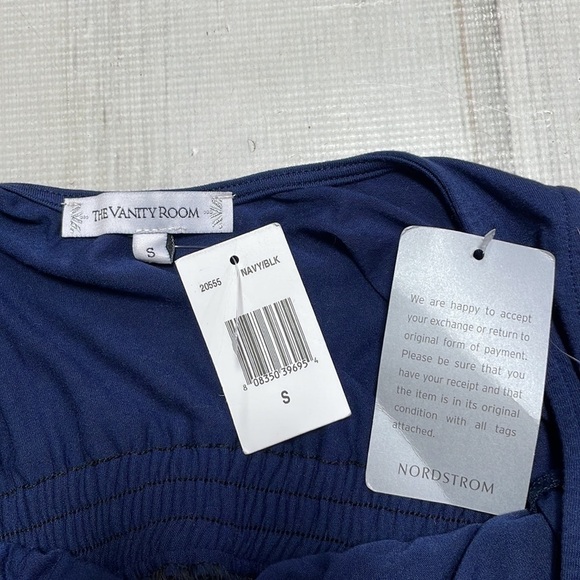 THE VANITY ROOM
S
20555 NAVY/BLK
8 08350 39695 4
S
We are happy to accept
your exchange or return to
original form of payment.
Please be sure that you
have your receipt and that
the item is in its original
condition with all tags
attached.
NORDSTROM